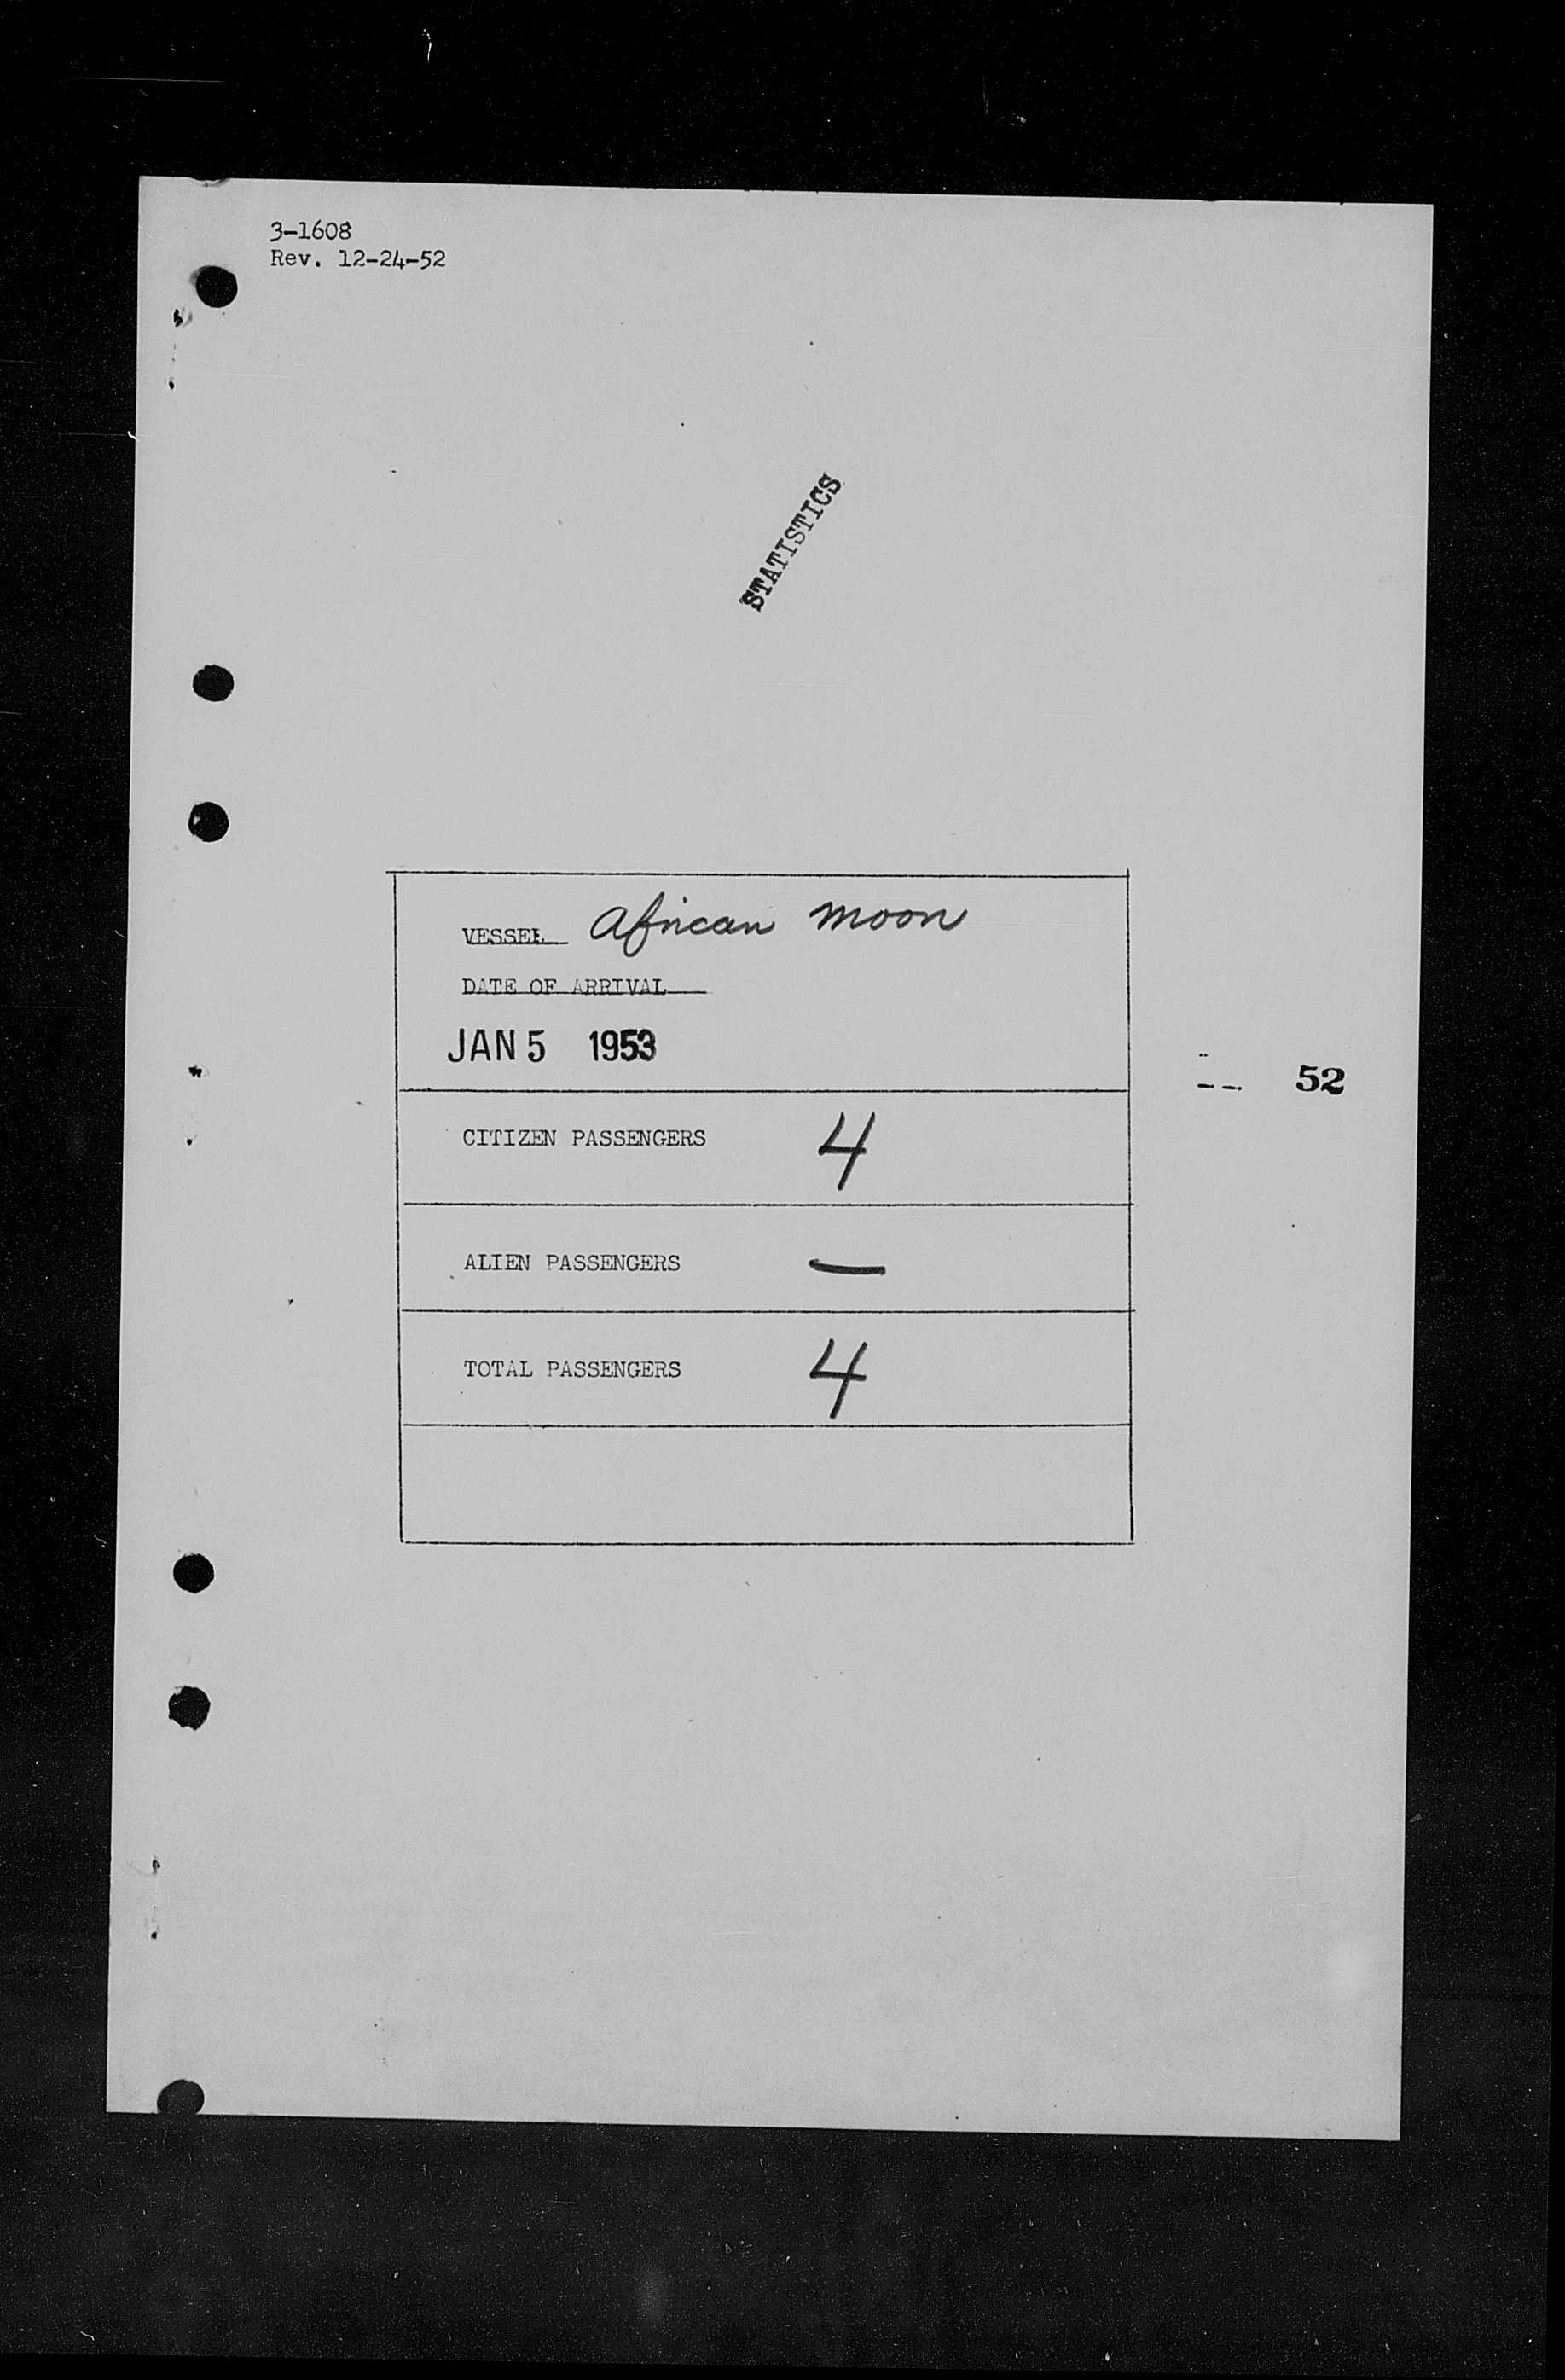 3-1608
Rev. 12-24-52
STATISTICS
VESSEL African Moon
DATE OF ARRIVAL
JAN 5 1953
52
CITIZEN PASSENGERS 4
ALIEN PASSENGERS —
TOTAL PASSENGERS 4